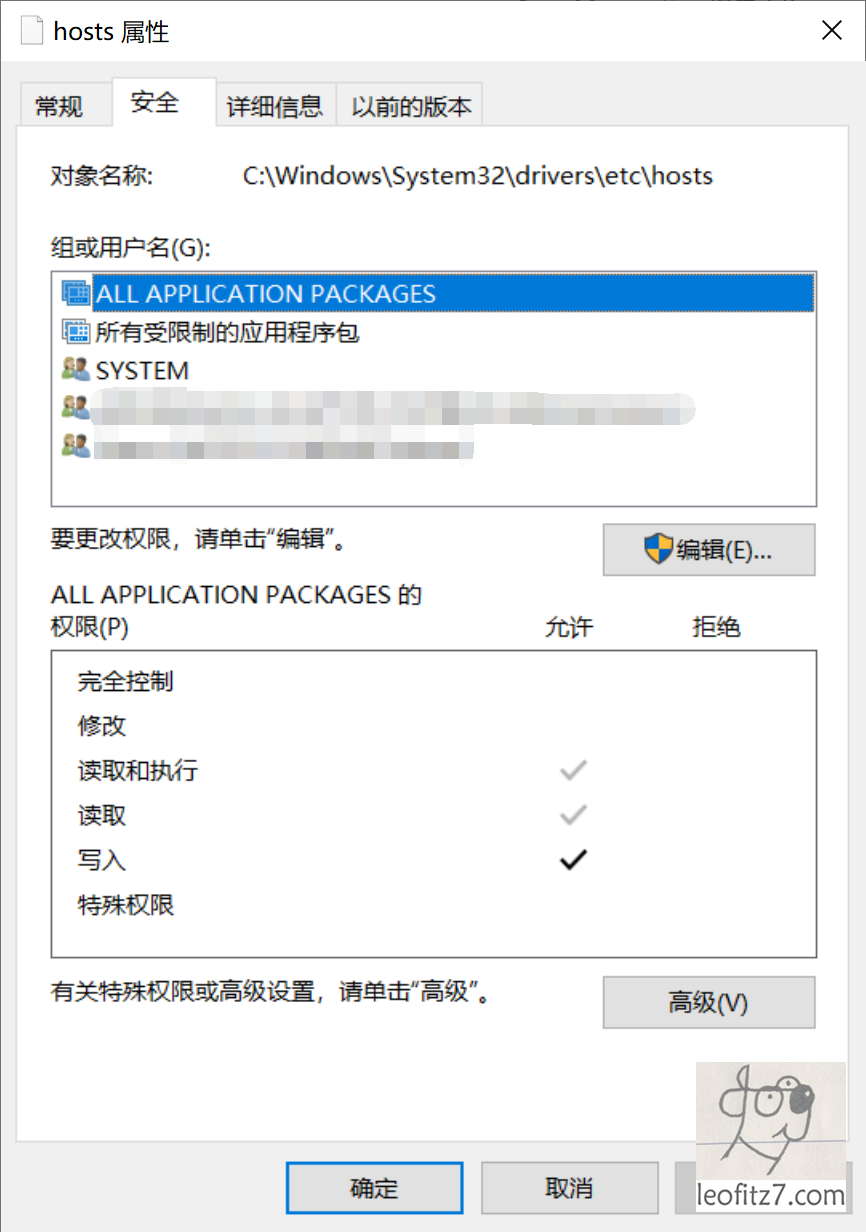 hosts 属性
常规
安全
详细信息
以前的版本
对象名称: C:\Windows\System32\drivers\etc\hosts
组或用户名(G):
ALL APPLICATION PACKAGES
所有受限制的应用程序包
SYSTEM
要更改权限，请单击“编辑”。
编辑(E)...
ALL APPLICATION PACKAGES 的
权限(P) 允许 拒绝
完全控制
修改
读取和执行
读取
写入
特殊权限
有关特殊权限或高级设置，请单击“高级”。
高级(V)
确定
取消
leofitz7.com